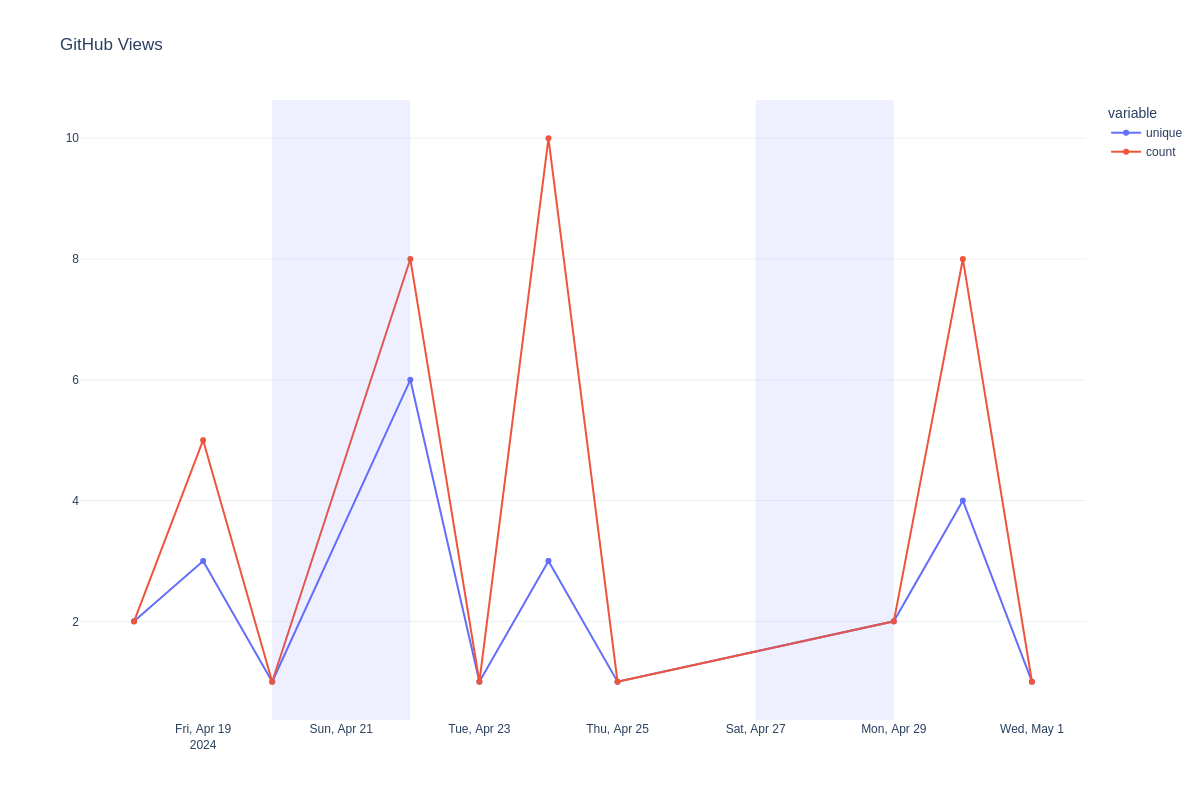 GitHub Views
variable
unique
count
10
8
6
4
2
Fri, Apr 19
2024
Sun, Apr 21
Tue, Apr 23
Thu, Apr 25
Sat, Apr 27
Mon, Apr 29
Wed, May 1